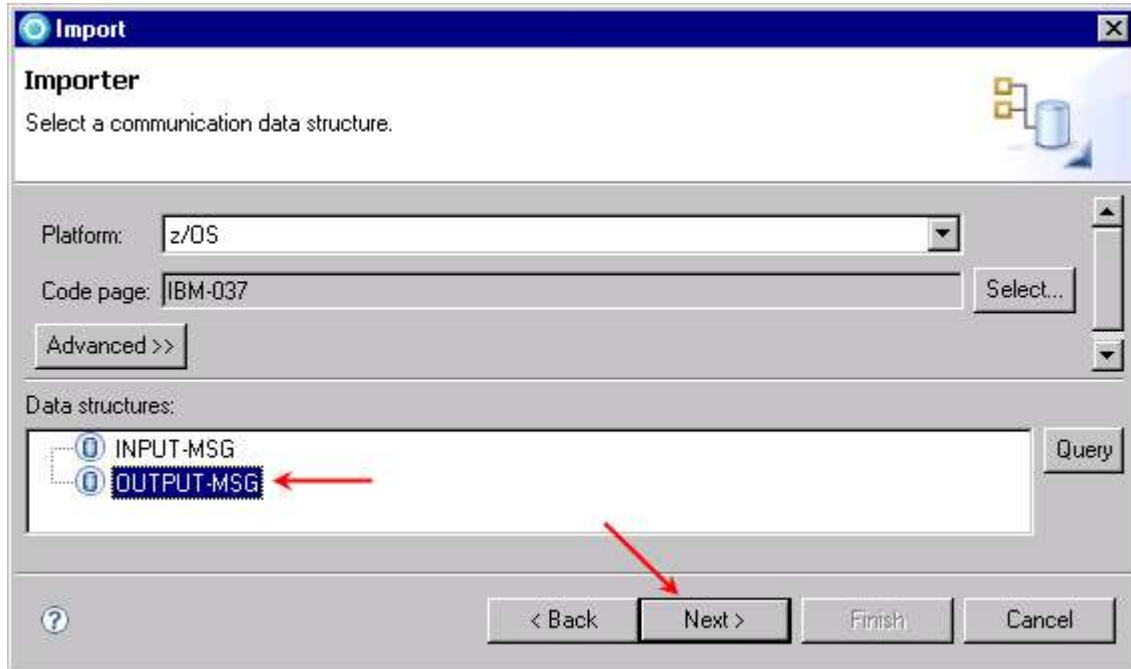 Import
Importer
Select a communication data structure.
Platform: z/OS
Code page: IBM-037 Select...
Advanced >>
Data structures:
INPUT-MSG
OUTPUT-MSG
Query
? < Back Next > Finish Cancel